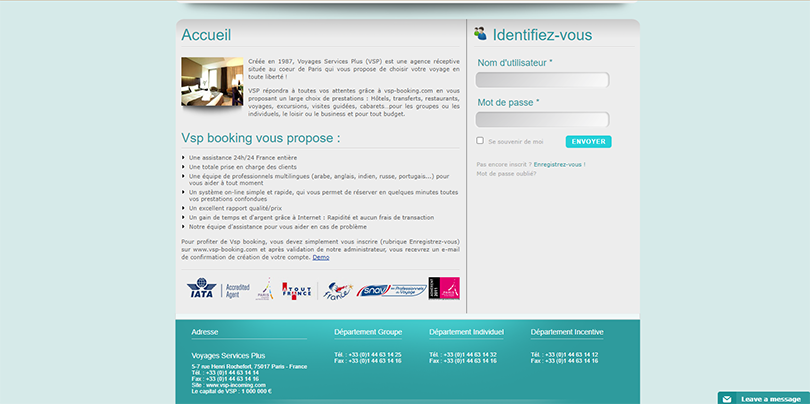 Accueil
Créée en 1987, Voyages Services Plus (VSP) est une agence réceptive
située au coeur de Paris qui vous propose de choisir votre voyage en
toute liberté !
VSP répondra à toutes vos attentes grâce à vsp-booking.com en vous
proposant un large choix de prestations : Hôtels, transferts, restaurants,
voyages, excursions, visites guidées, cabarets…pour les groupes ou les
individuels, le loisir ou le business et pour tout budget.
Vsp booking vous propose :
Une assistance 24h/24 France entière
Une totale prise en charge des clients
Une équipe de professionnels multilingues (arabe, anglais, indien, russe, portugais...) pour
vous aider à tout moment
Un système on-line simple et rapide, qui vous permet de réserver en quelques minutes toutes
vos prestations confondues
Un excellent rapport qualité/prix
Un gain de temps et d'argent grâce à Internet : Rapidité et aucun frais de transaction
Notre équipe d'assistance pour vous aider en cas de problème
Pour profiter de Vsp booking, vous devez simplement vous inscrire (rubrique Enregistrez-vous)
sur www.vsp-booking.com et après validation de notre administrateur, vous recevrez un e-mail
de confirmation de création de votre compte. Demo
IATA
Accredited
Agent
ATOUT
FRANCE
France
snav
Identifiez-vous
Nom d'utilisateur *
Mot de passe *
Se souvenir de moi
ENVOYER
Pas encore inscrit ? Enregistrez-vous !
Mot de passe oublié?
Adresse
Voyages Services Plus
5-7 rue Henri Rochefort, 75017 Paris - France
Tél. : +33 (0)1 44 63 14 14
Fax : +33 (0)1 44 63 14 16
Site : www.vsp-incoming.com
Le capital de VSP : 1 000 000 €
Département Groupe
Tél. : +33 (0)1 44 63 14 25
Fax : +33 (0)1 44 63 14 16
Département Individuel
Tél. : +33 (0)1 44 63 14 32
Fax : +33 (0)1 44 63 14 16
Département Incentive
Tél. : +33 (0)1 44 63 14 12
Fax : +33 (0)1 44 63 14 16
Leave a message